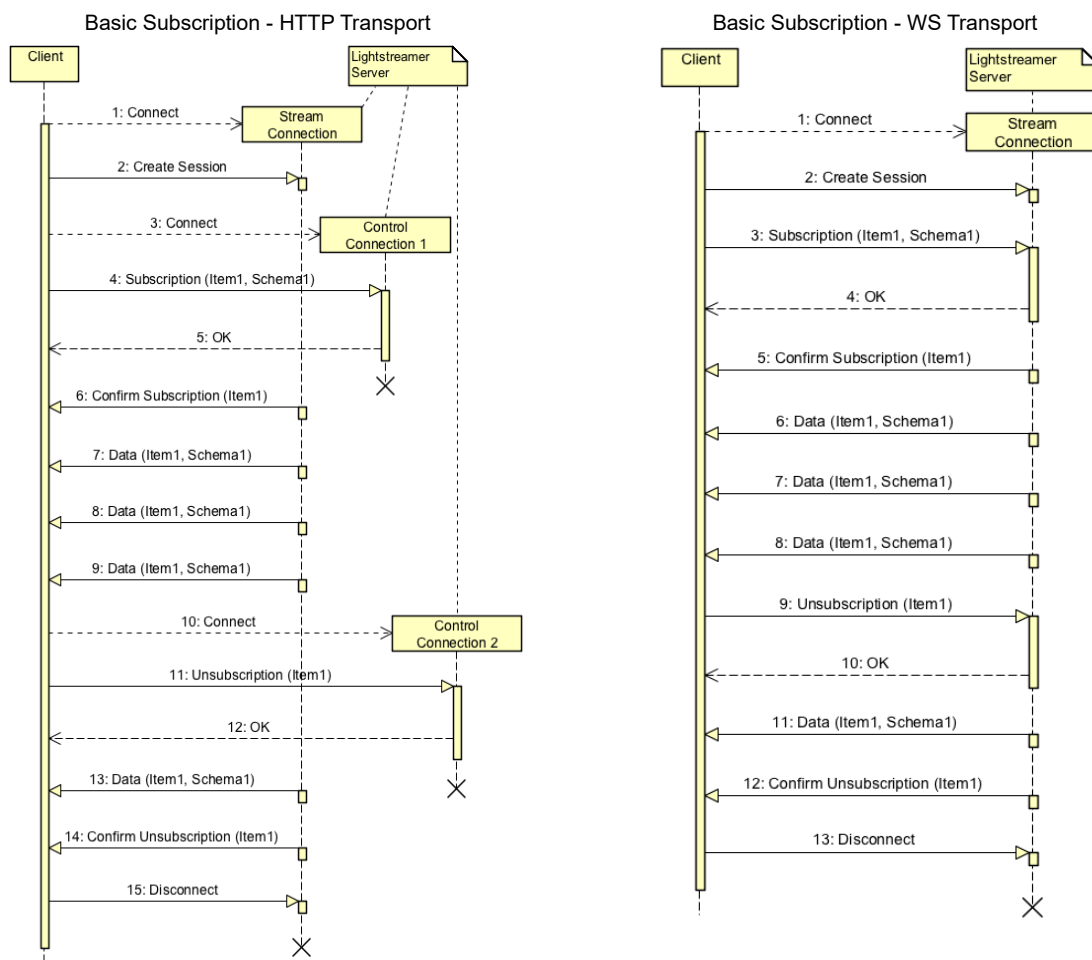 Basic Subscription - HTTP Transport
Client
Lightstreamer
Server
1: Connect
Stream
Connection
2: Create Session
3: Connect
Control
Connection 1
4: Subscription (Item1, Schema1)
5: OK
6: Confirm Subscription (Item1)
7: Data (Item1, Schema1)
8: Data (Item1, Schema1)
9: Data (Item1, Schema1)
10: Connect
Control
Connection 2
11: Unsubscription (Item1)
12: OK
13: Data (Item1, Schema1)
14: Confirm Unsubscription (Item1)
15: Disconnect
Basic Subscription - WS Transport
Client
Lightstreamer
Server
1: Connect
Stream
Connection
2: Create Session
3: Subscription (Item1, Schema1)
4: OK
5: Confirm Subscription (Item1)
6: Data (Item1, Schema1)
7: Data (Item1, Schema1)
8: Data (Item1, Schema1)
9: Unsubscription (Item1)
10: OK
11: Data (Item1, Schema1)
12: Confirm Unsubscription (Item1)
13: Disconnect